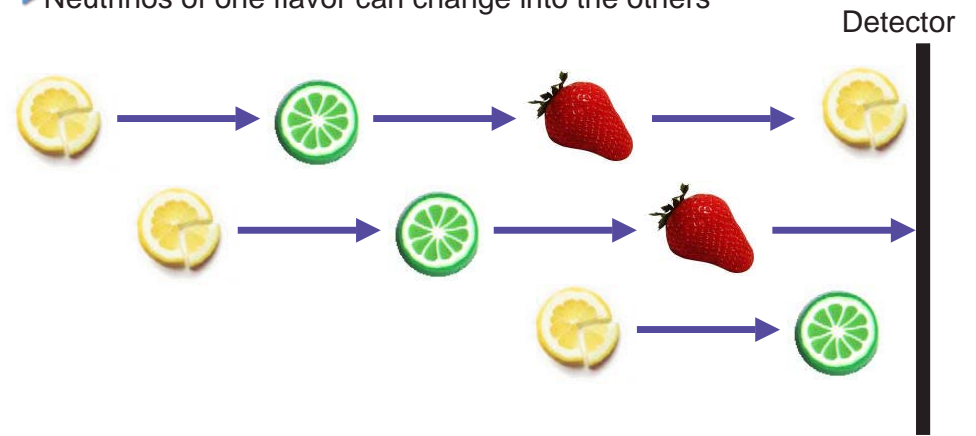 Neutrinos of one flavor can change into the others
Detector